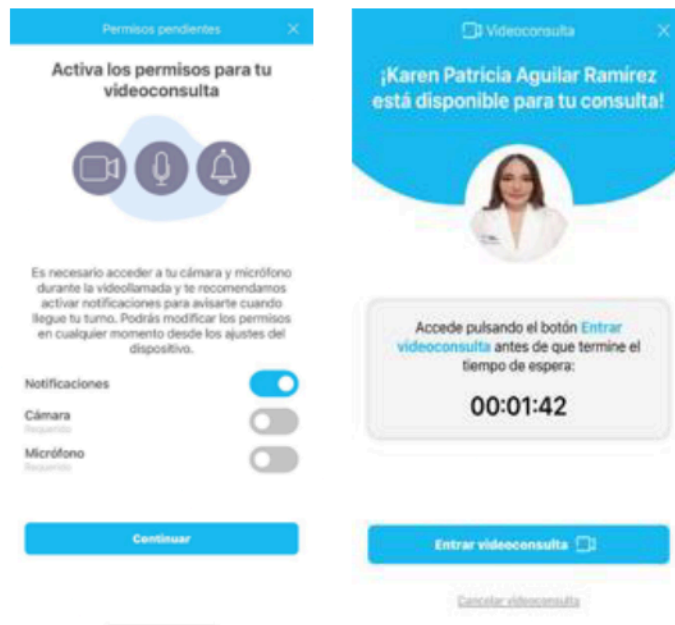 Permisos pendientes
Activa los permisos para tu
videoconsulta
Es necesario acceder a tu cámara y micrófono
durante la videollamada y te recomendamos
activar notificaciones para avisarte cuando
llegue tu turno. Podrás modificar los permisos
en cualquier momento desde los ajustes del
dispositivo.
Notificaciones
Cámara
Requerido
Micrófono
Requerido
Continuar
Videoconsulta
¡Karen Patricia Aguilar Ramírez
está disponible para tu consulta!
Accede pulsando el botón Entrar
videoconsulta antes de que termine el
tiempo de espera:
00:01:42
Entrar videoconsulta
Cancelar videoconsulta